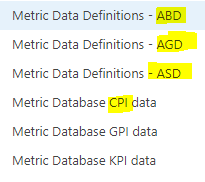 Metric Data Definitions - ABD
Metric Data Definitions - AGD
Metric Data Definitions - ASD
Metric Database CPI data
Metric Database GPI data
Metric Database KPI data